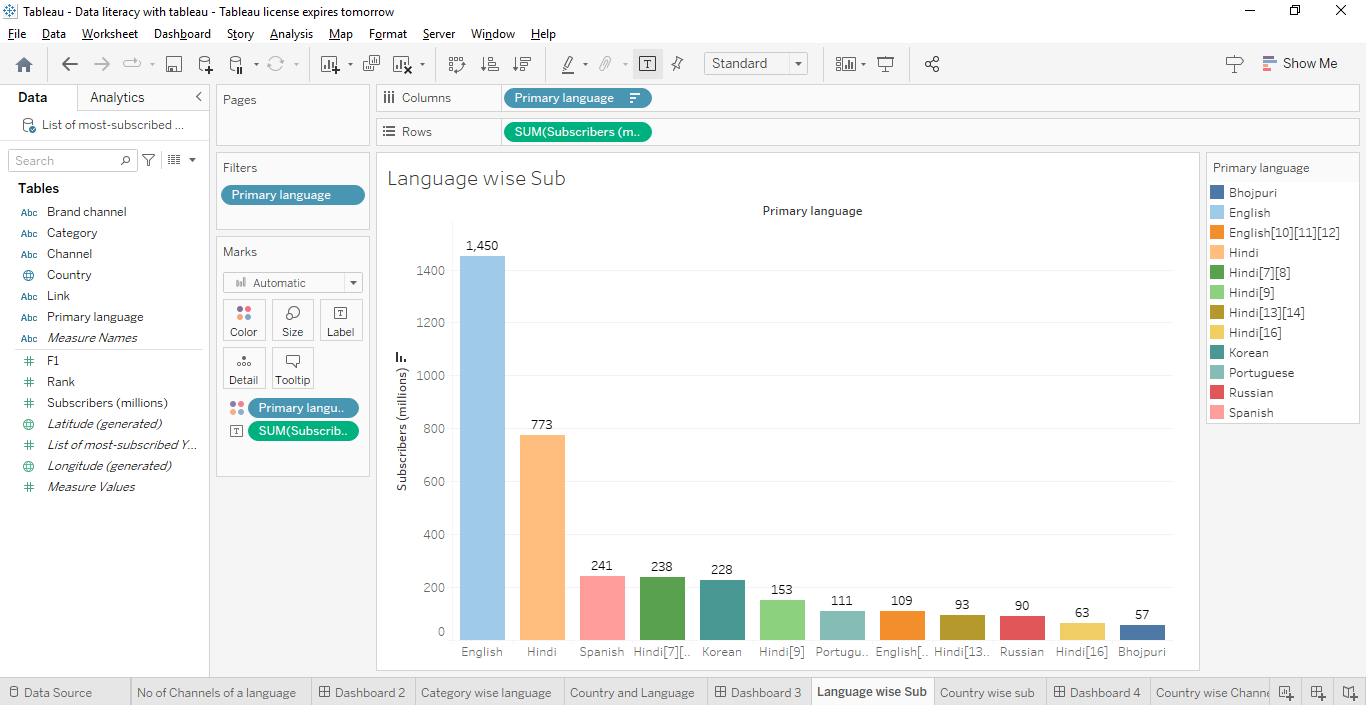 Tableau - Data literacy with tableau - Tableau license expires tomorrow
File Data Worksheet Dashboard Story Analysis Map Format Server Window Help
Standard
Show Me
Data Analytics
List of most-subscribed ...
Search
Tables
Abc Brand channel
Abc Category
Abc Channel
Country
Abc Link
Abc Primary language
Abc Measure Names
F1
Rank
Subscribers (millions)
Latitude (generated)
List of most-subscribed Y...
Longitude (generated)
Measure Values
Pages
Filters
Primary language
Marks
Automatic
Color Size Label
Detail Tooltip
Primary langu..
SUM(Subscrib..
Columns Primary language
Rows SUM(Subscribers (m..
Language wise Sub
Primary language
Subscribers (millions)
1400
1200
1000
800
600
400
200
0
1,450
773
241
238
228
153
111
109
93
90
63
57
English Hindi Spanish Hindi[7][.. Korean Hindi[9] Portugu.. English[.. Hindi[13.. Russian Hindi[16] Bhojpuri
Primary language
Bhojpuri
English
English[10][11][12]
Hindi
Hindi[7][8]
Hindi[9]
Hindi[13][14]
Hindi[16]
Korean
Portuguese
Russian
Spanish
Data Source No of Channels of a language Dashboard 2 Category wise language Country and Language Dashboard 3 Language wise Sub Country wise sub Dashboard 4 Country wise Channe